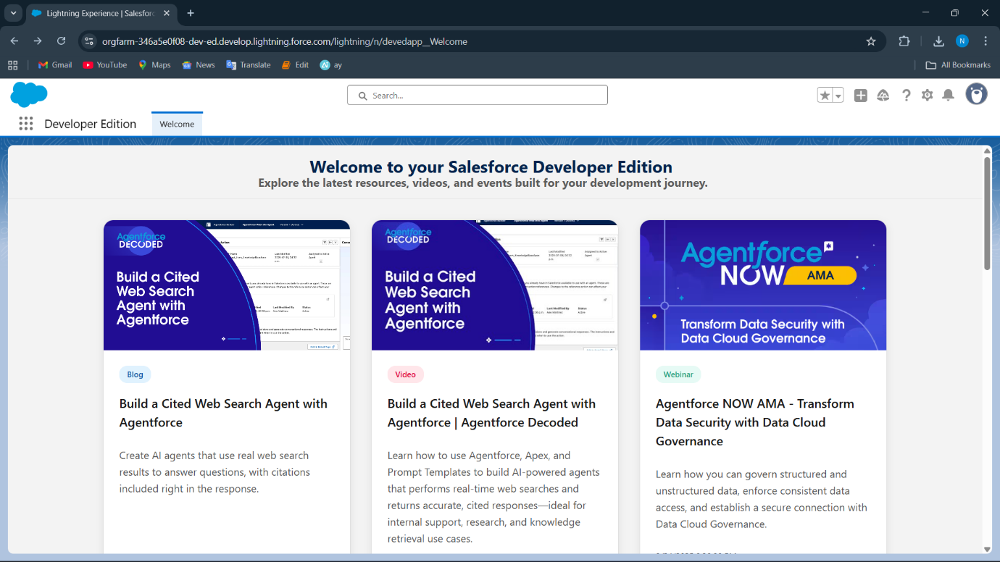 Lightning Experience | Salesforc
orgfarm-346a5e0f08-dev-ed.develop.lightning.force.com/lightning/n/devedapp__Welcome
N
Gmail
YouTube
Maps
News
Translate
Edit
ay
All Bookmarks
Search...
Developer Edition
Welcome
Welcome to your Salesforce Developer Edition
Explore the latest resources, videos, and events built for your development journey.
Agentforce
DECODED
Build a Cited
Web Search
Agent with
Agentforce
Blog
Build a Cited Web Search Agent with
Agentforce
Create AI agents that use real web search
results to answer questions, with citations
included right in the response.
Agentforce
DECODED
Build a Cited
Web Search
Agent with
Agentforce
Video
Build a Cited Web Search Agent with
Agentforce | Agentforce Decoded
Learn how to use Agentforce, Apex, and
Prompt Templates to build AI-powered agents
that performs real-time web searches and
returns accurate, cited responses—ideal for
internal support, research, and knowledge
retrieval use cases.
Agentforce
NOW AMA
Transform Data Security with
Data Cloud Governance
Webinar
Agentforce NOW AMA - Transform
Data Security with Data Cloud
Governance
Learn how you can govern structured and
unstructured data, enforce consistent data
access, and establish a secure connection with
Data Cloud Governance.